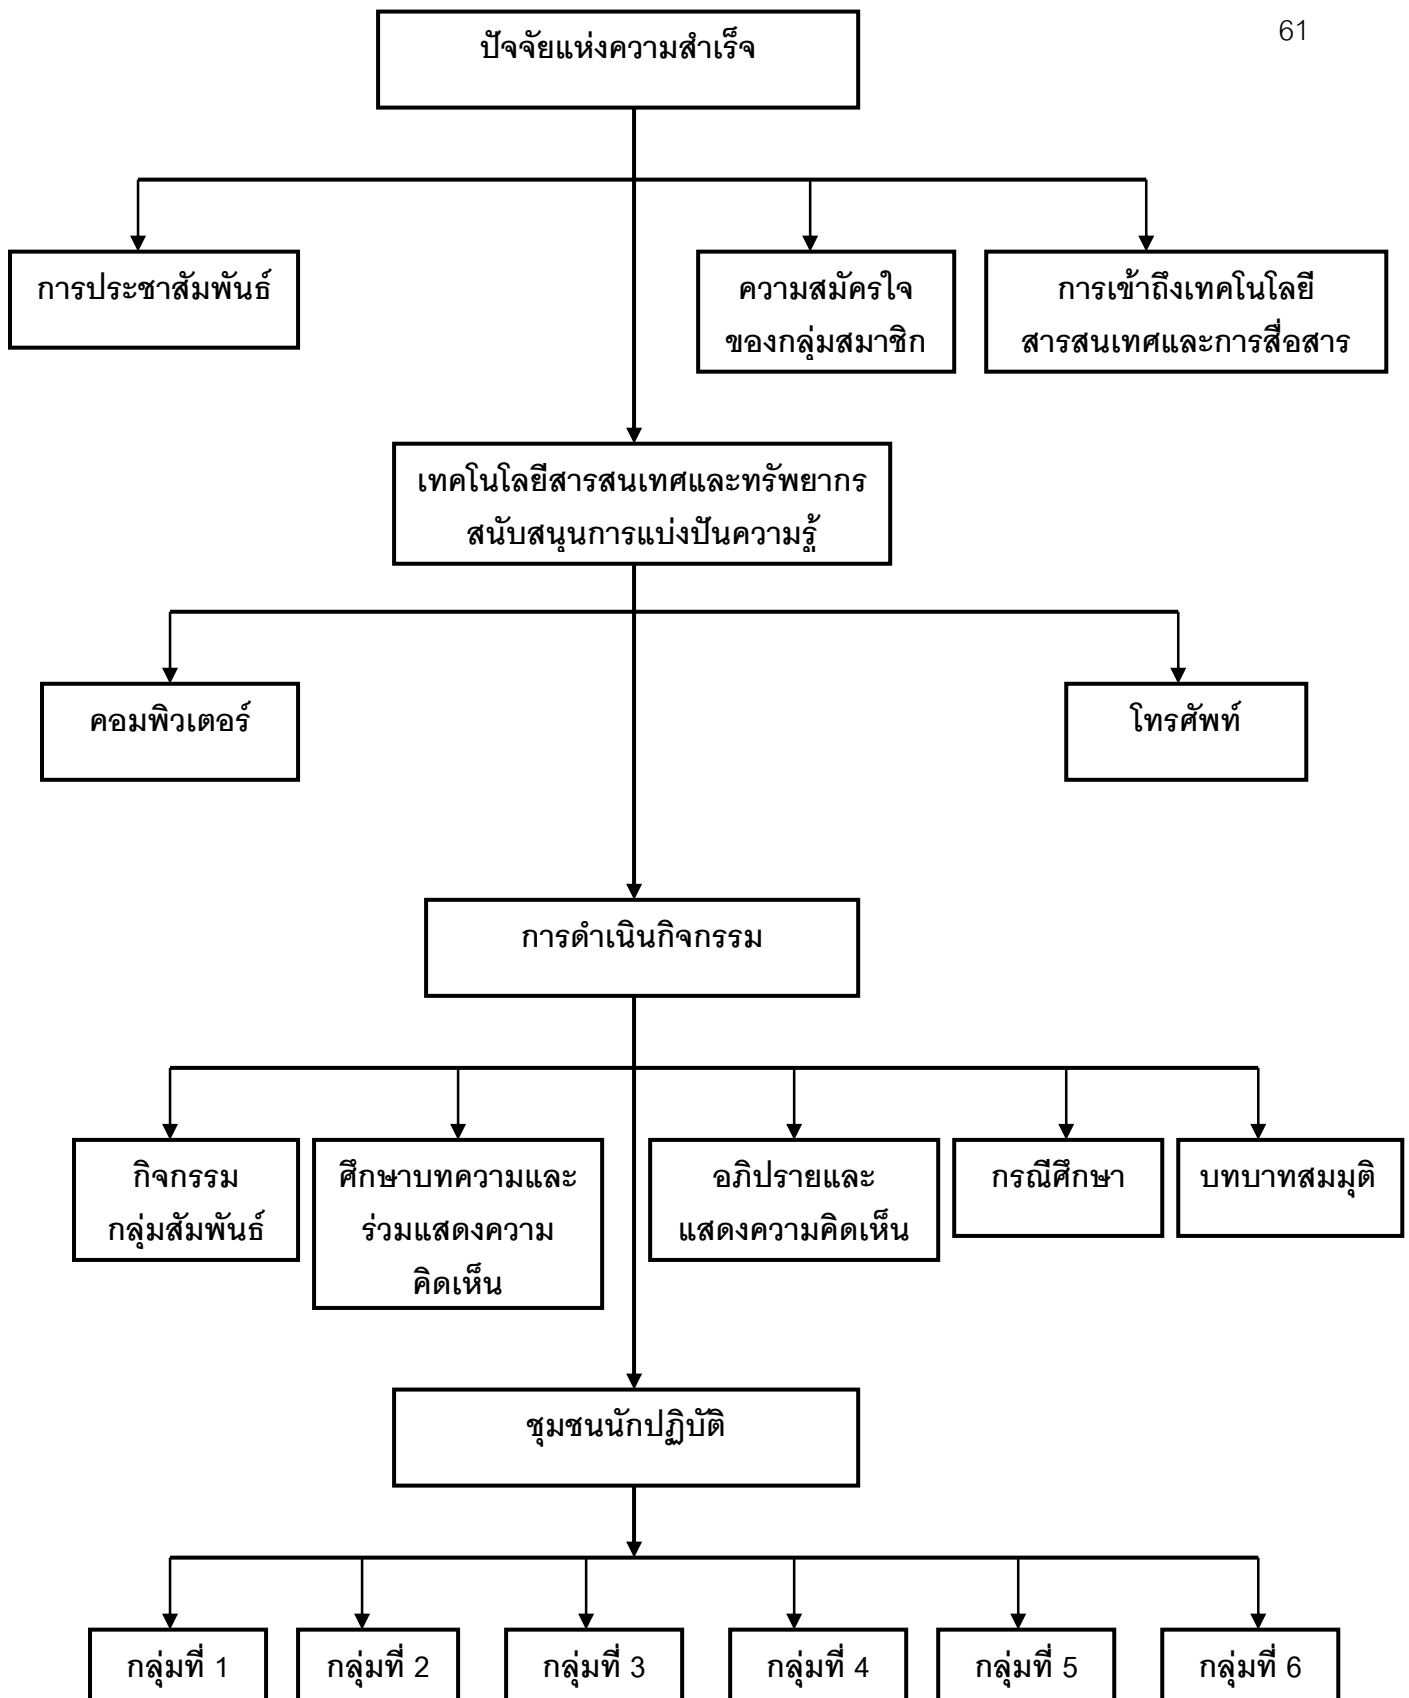 61
ปัจจัยแห่งความสำเร็จ
การประชาสัมพันธ์
ความสมัครใจ
ของกลุ่มสมาชิก
การเข้าถึงเทคโนโลยี
สารสนเทศและการสื่อสาร
เทคโนโลยีสารสนเทศและทรัพยากร
สนับสนุนการแบ่งปันความรู้
คอมพิวเตอร์
โทรศัพท์
การดำเนินกิจกรรม
กิจกรรม
กลุ่มสัมพันธ์
ศึกษาบทความและ
ร่วมแสดงความ
คิดเห็น
อภิปรายและ
แสดงความคิดเห็น
กรณีศึกษา
บทบาทสมมุติ
ชุมชนนักปฏิบัติ
กลุ่มที่ 1
กลุ่มที่ 2
กลุ่มที่ 3
กลุ่มที่ 4
กลุ่มที่ 5
กลุ่มที่ 6